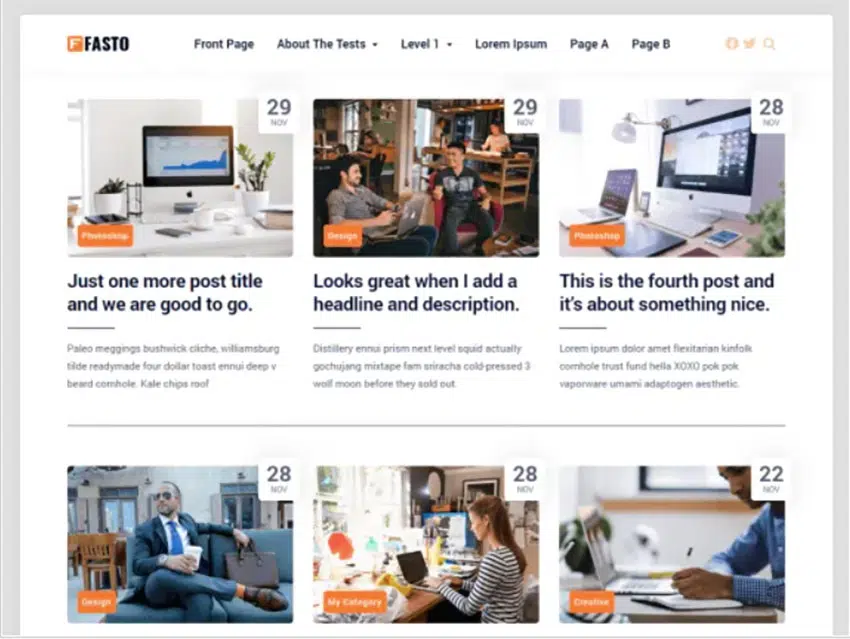 F FASTO
Front Page About The Tests Level 1 Lorem Ipsum Page A Page B
29
NOV
29
NOV
28
NOV
Photoshop
Design
Photoshop
Just one more post title
and we are good to go.
Looks great when I add a
headline and description.
This is the fourth post and
it's about something nice.
Paleo meggings bushwick cliche, williamsburg
tilde readymade four dollar toast ennui deep v
beard cornhole. Kale chips roof
Distillery ennui prism next level squid actually
gochujang mixtape fam sriracha cold-pressed 3
wolf moon before they sold out.
Lorem ipsum dolor amet flexitarian kinfolk
cornhole trust fund hella XOXO pok pok
vaporware umami adaptogen aesthetic.
28
NOV
28
NOV
22
NOV
Design
My Category
Creative